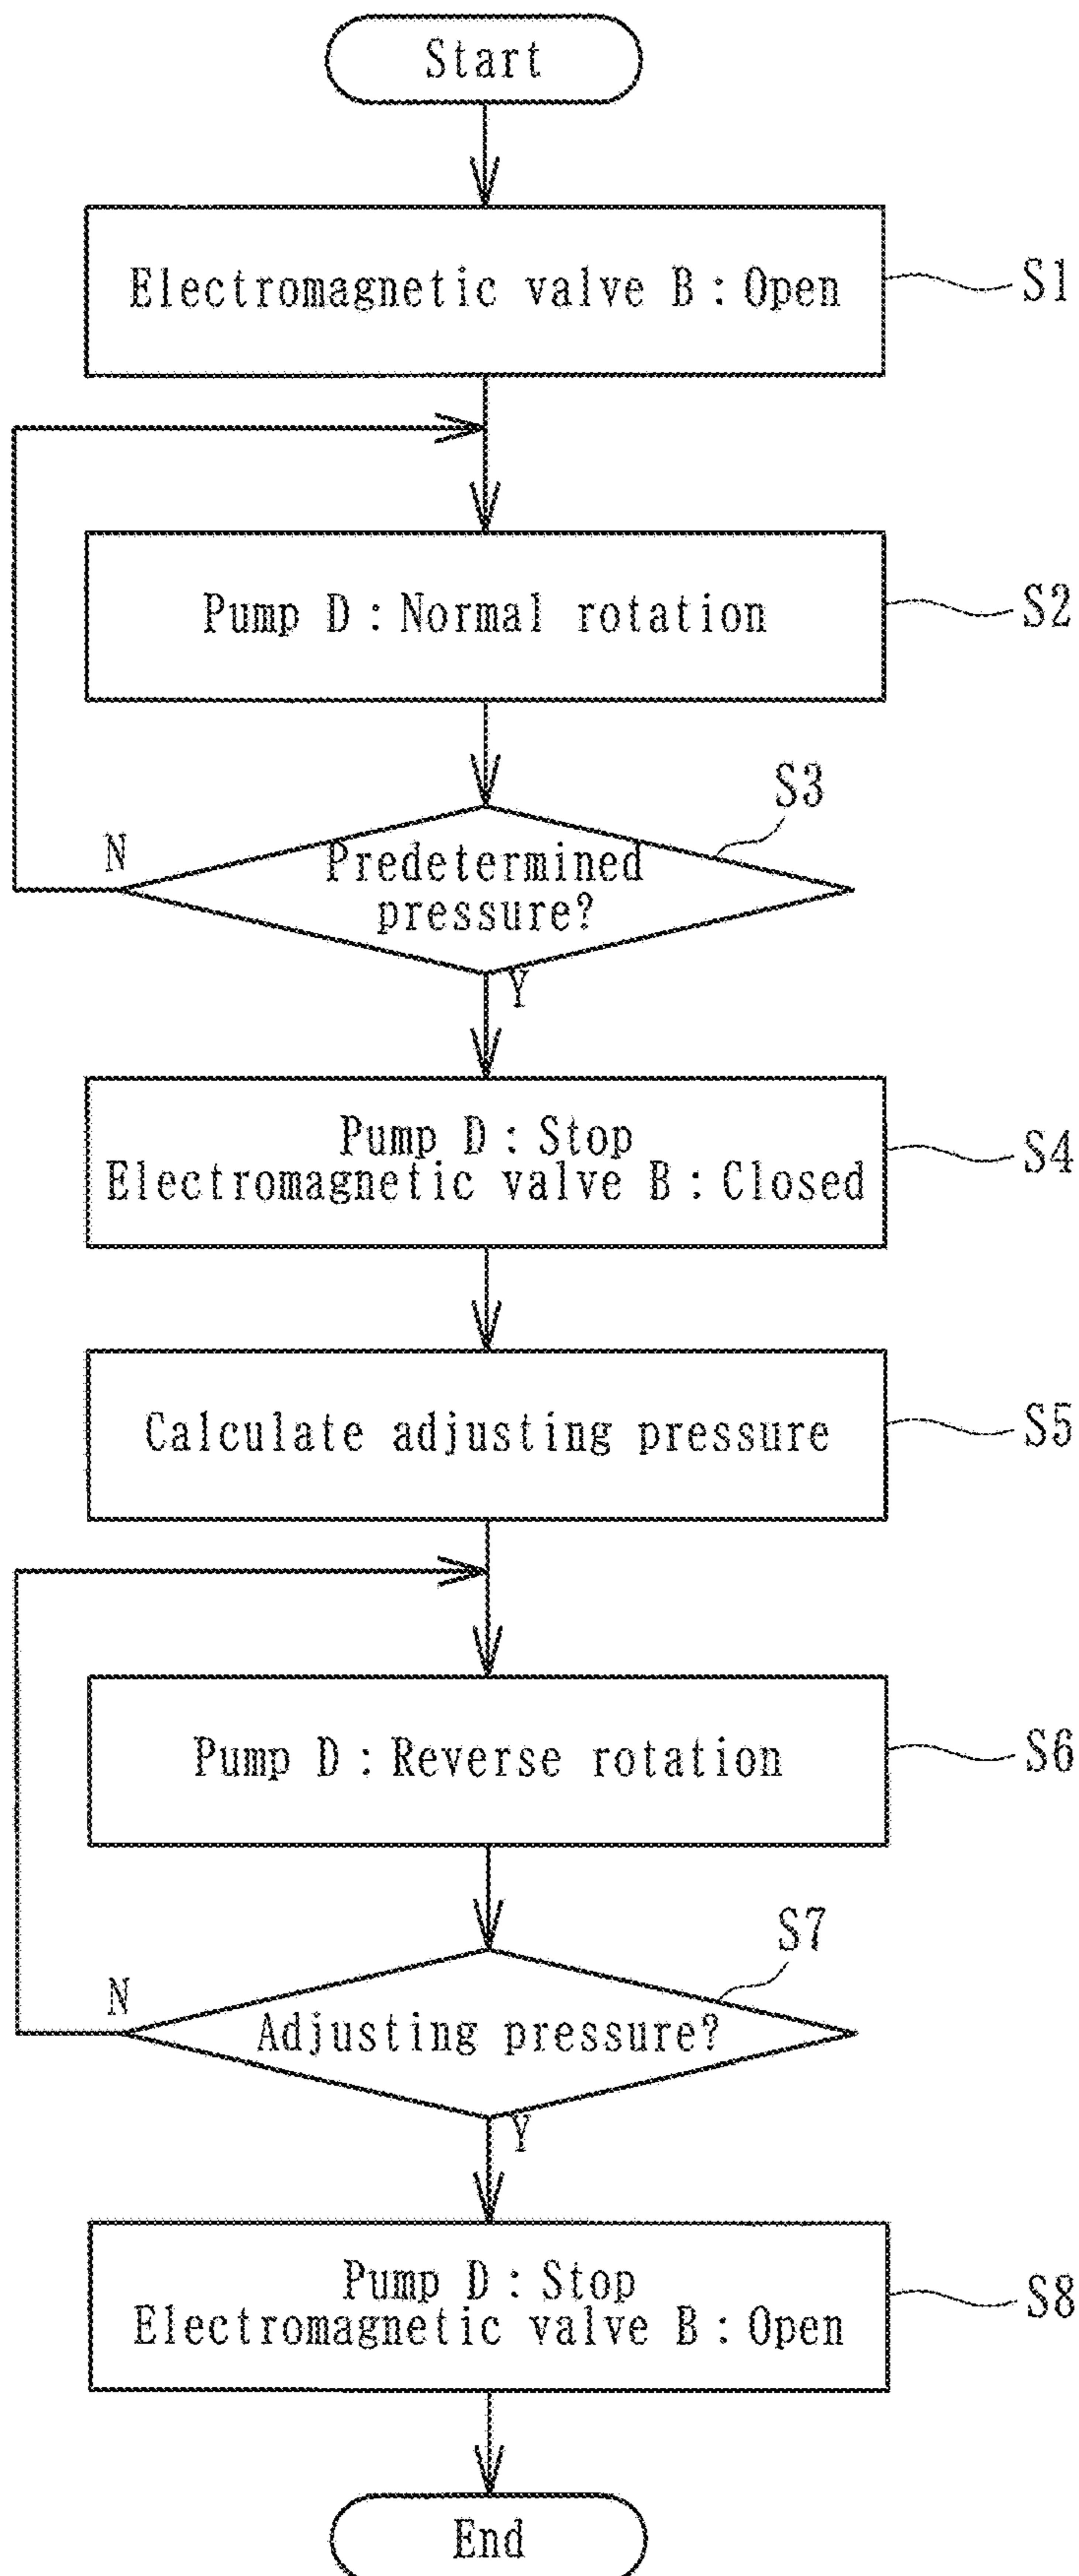 Start
Electromagnetic valve B:Open
S1
Pump D:Normal rotation
S2
S3
N
Predetermined
pressure?
Y
Pump D:Stop
Electromagnetic valve B:Closed
S4
Calculate adjusting pressure
S5
Pump D:Reverse rotation
S6
S7
N
Adjusting pressure?
Y
Pump D:Stop
Electromagnetic valve B:Open
S8
End